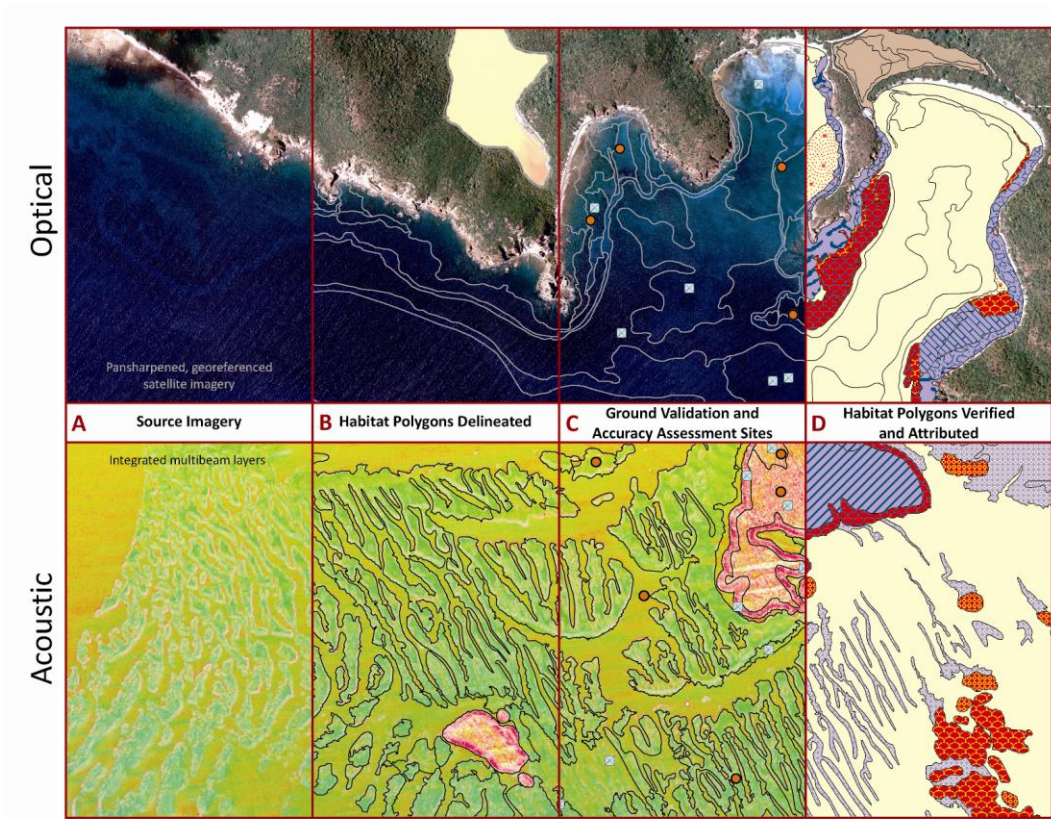 Optical
Pansharpened, georeferenced
satellite imagery
A
Source Imagery
B
Habitat Polygons Delineated
C
Ground Validation and
Accuracy Assessment Sites
D
Habitat Polygons Verified
and Attributed
Acoustic
Integrated multibeam layers